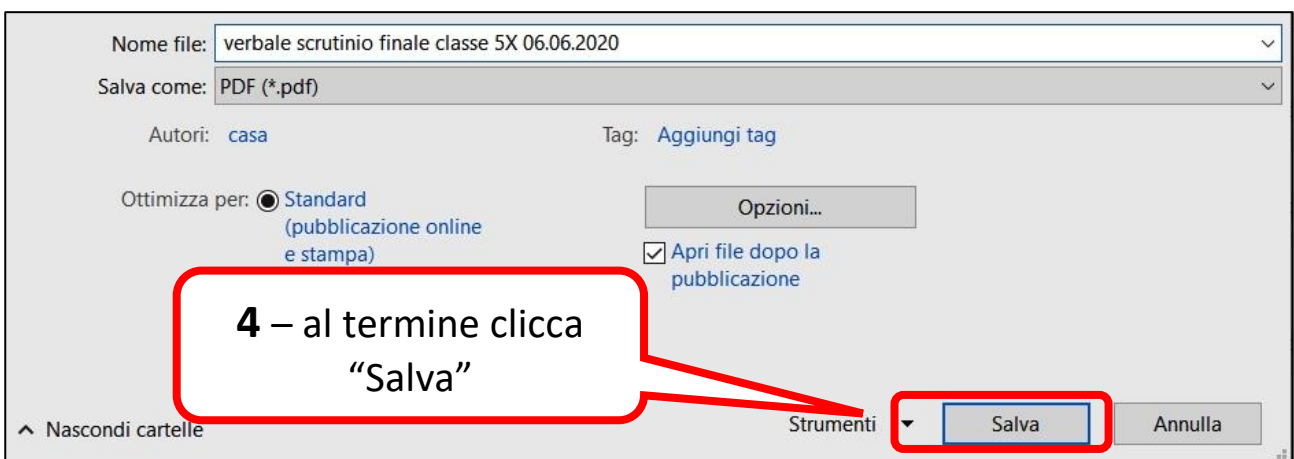 Nome file: verbale scrutinio finale classe 5X 06.06.2020
Salva come: PDF (*.pdf)
Autori: casa Tag: Aggiungi tag
Ottimizza per: Standard
(pubblicazione online
e stampa)
Opzioni...
Apri file dopo la
pubblicazione
4 – al termine clicca
“Salva”
Nascondi cartelle Strumenti Salva Annulla